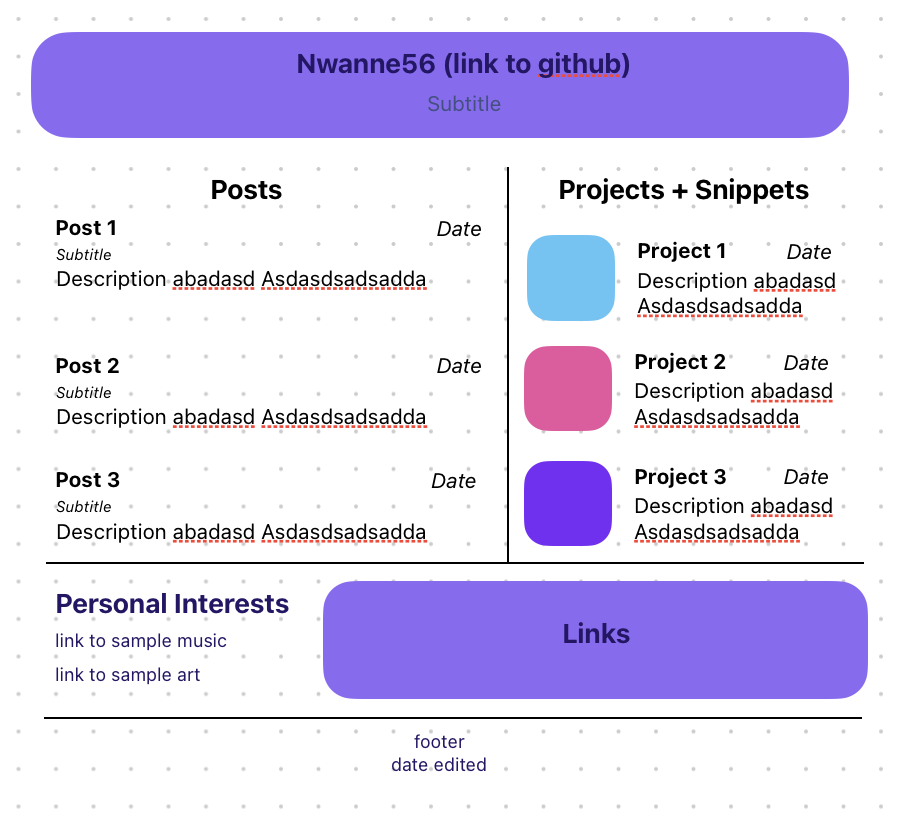 Nwanne56 (link to github)
Subtitle
Posts
Post 1
Date
Subtitle
Description abadasd Asdasdsadsadda
Post 2
Date
Subtitle
Description abadasd Asdasdsadsadda
Post 3
Date
Subtitle
Description abadasd Asdasdsadsadda
Projects + Snippets
Project 1
Date
Description abadasd
Asdasdsadsadda
Project 2
Date
Description abadasd
Asdasdsadsadda
Project 3
Date
Description abadasd
Asdasdsadsadda
Personal Interests
link to sample music
link to sample art
Links
footer
date edited